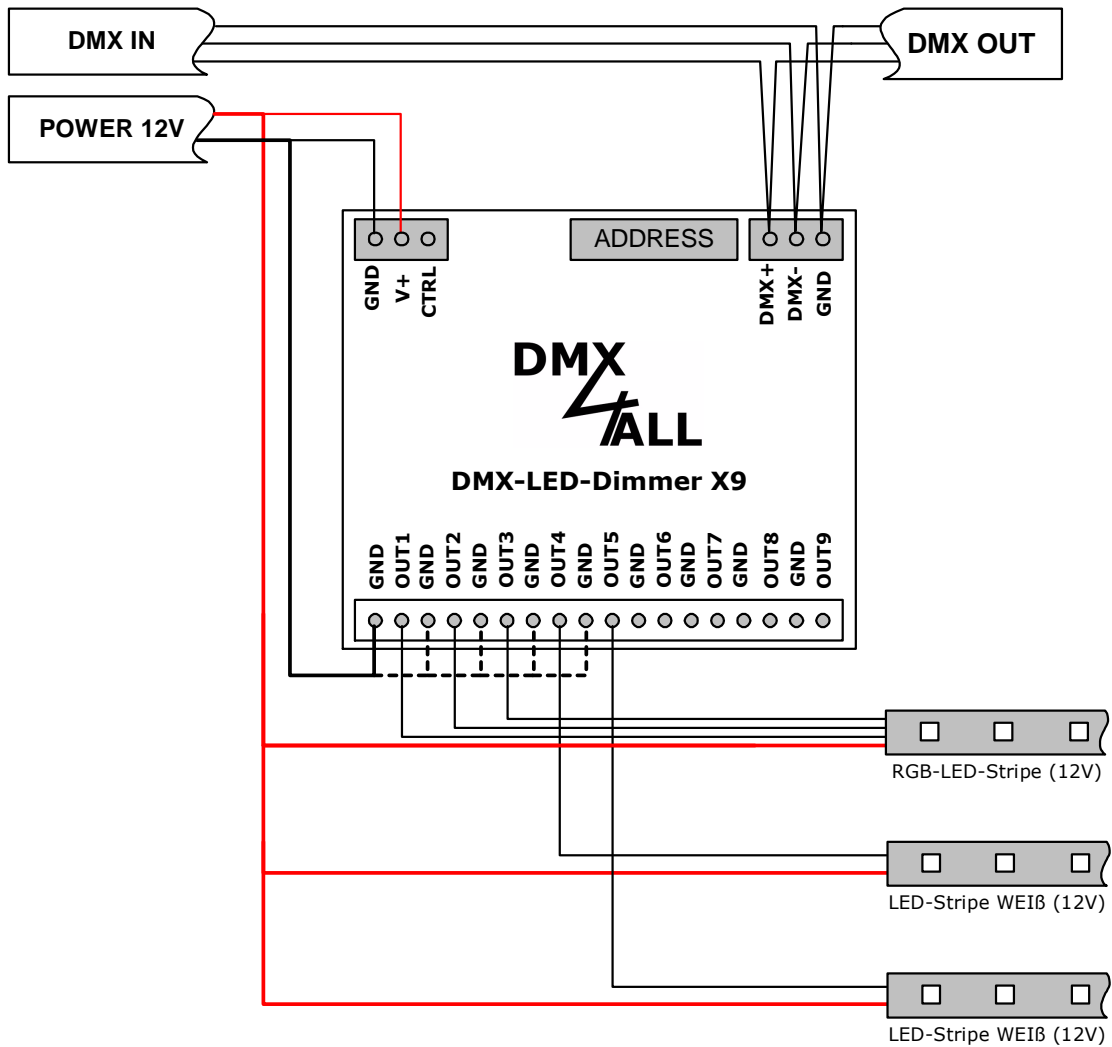 DMX IN
DMX OUT
POWER 12V
ADDRESS
GND
V+
CTRL
DMX+
DMX-
GND
DMX
4
ALL
DMX-LED-Dimmer X9
GND
OUT1
GND
OUT2
GND
OUT3
GND
OUT4
GND
OUT5
GND
OUT6
GND
OUT7
GND
OUT8
GND
OUT9
RGB-LED-Stripe (12V)
LED-Stripe WEIß (12V)
LED-Stripe WEIß (12V)